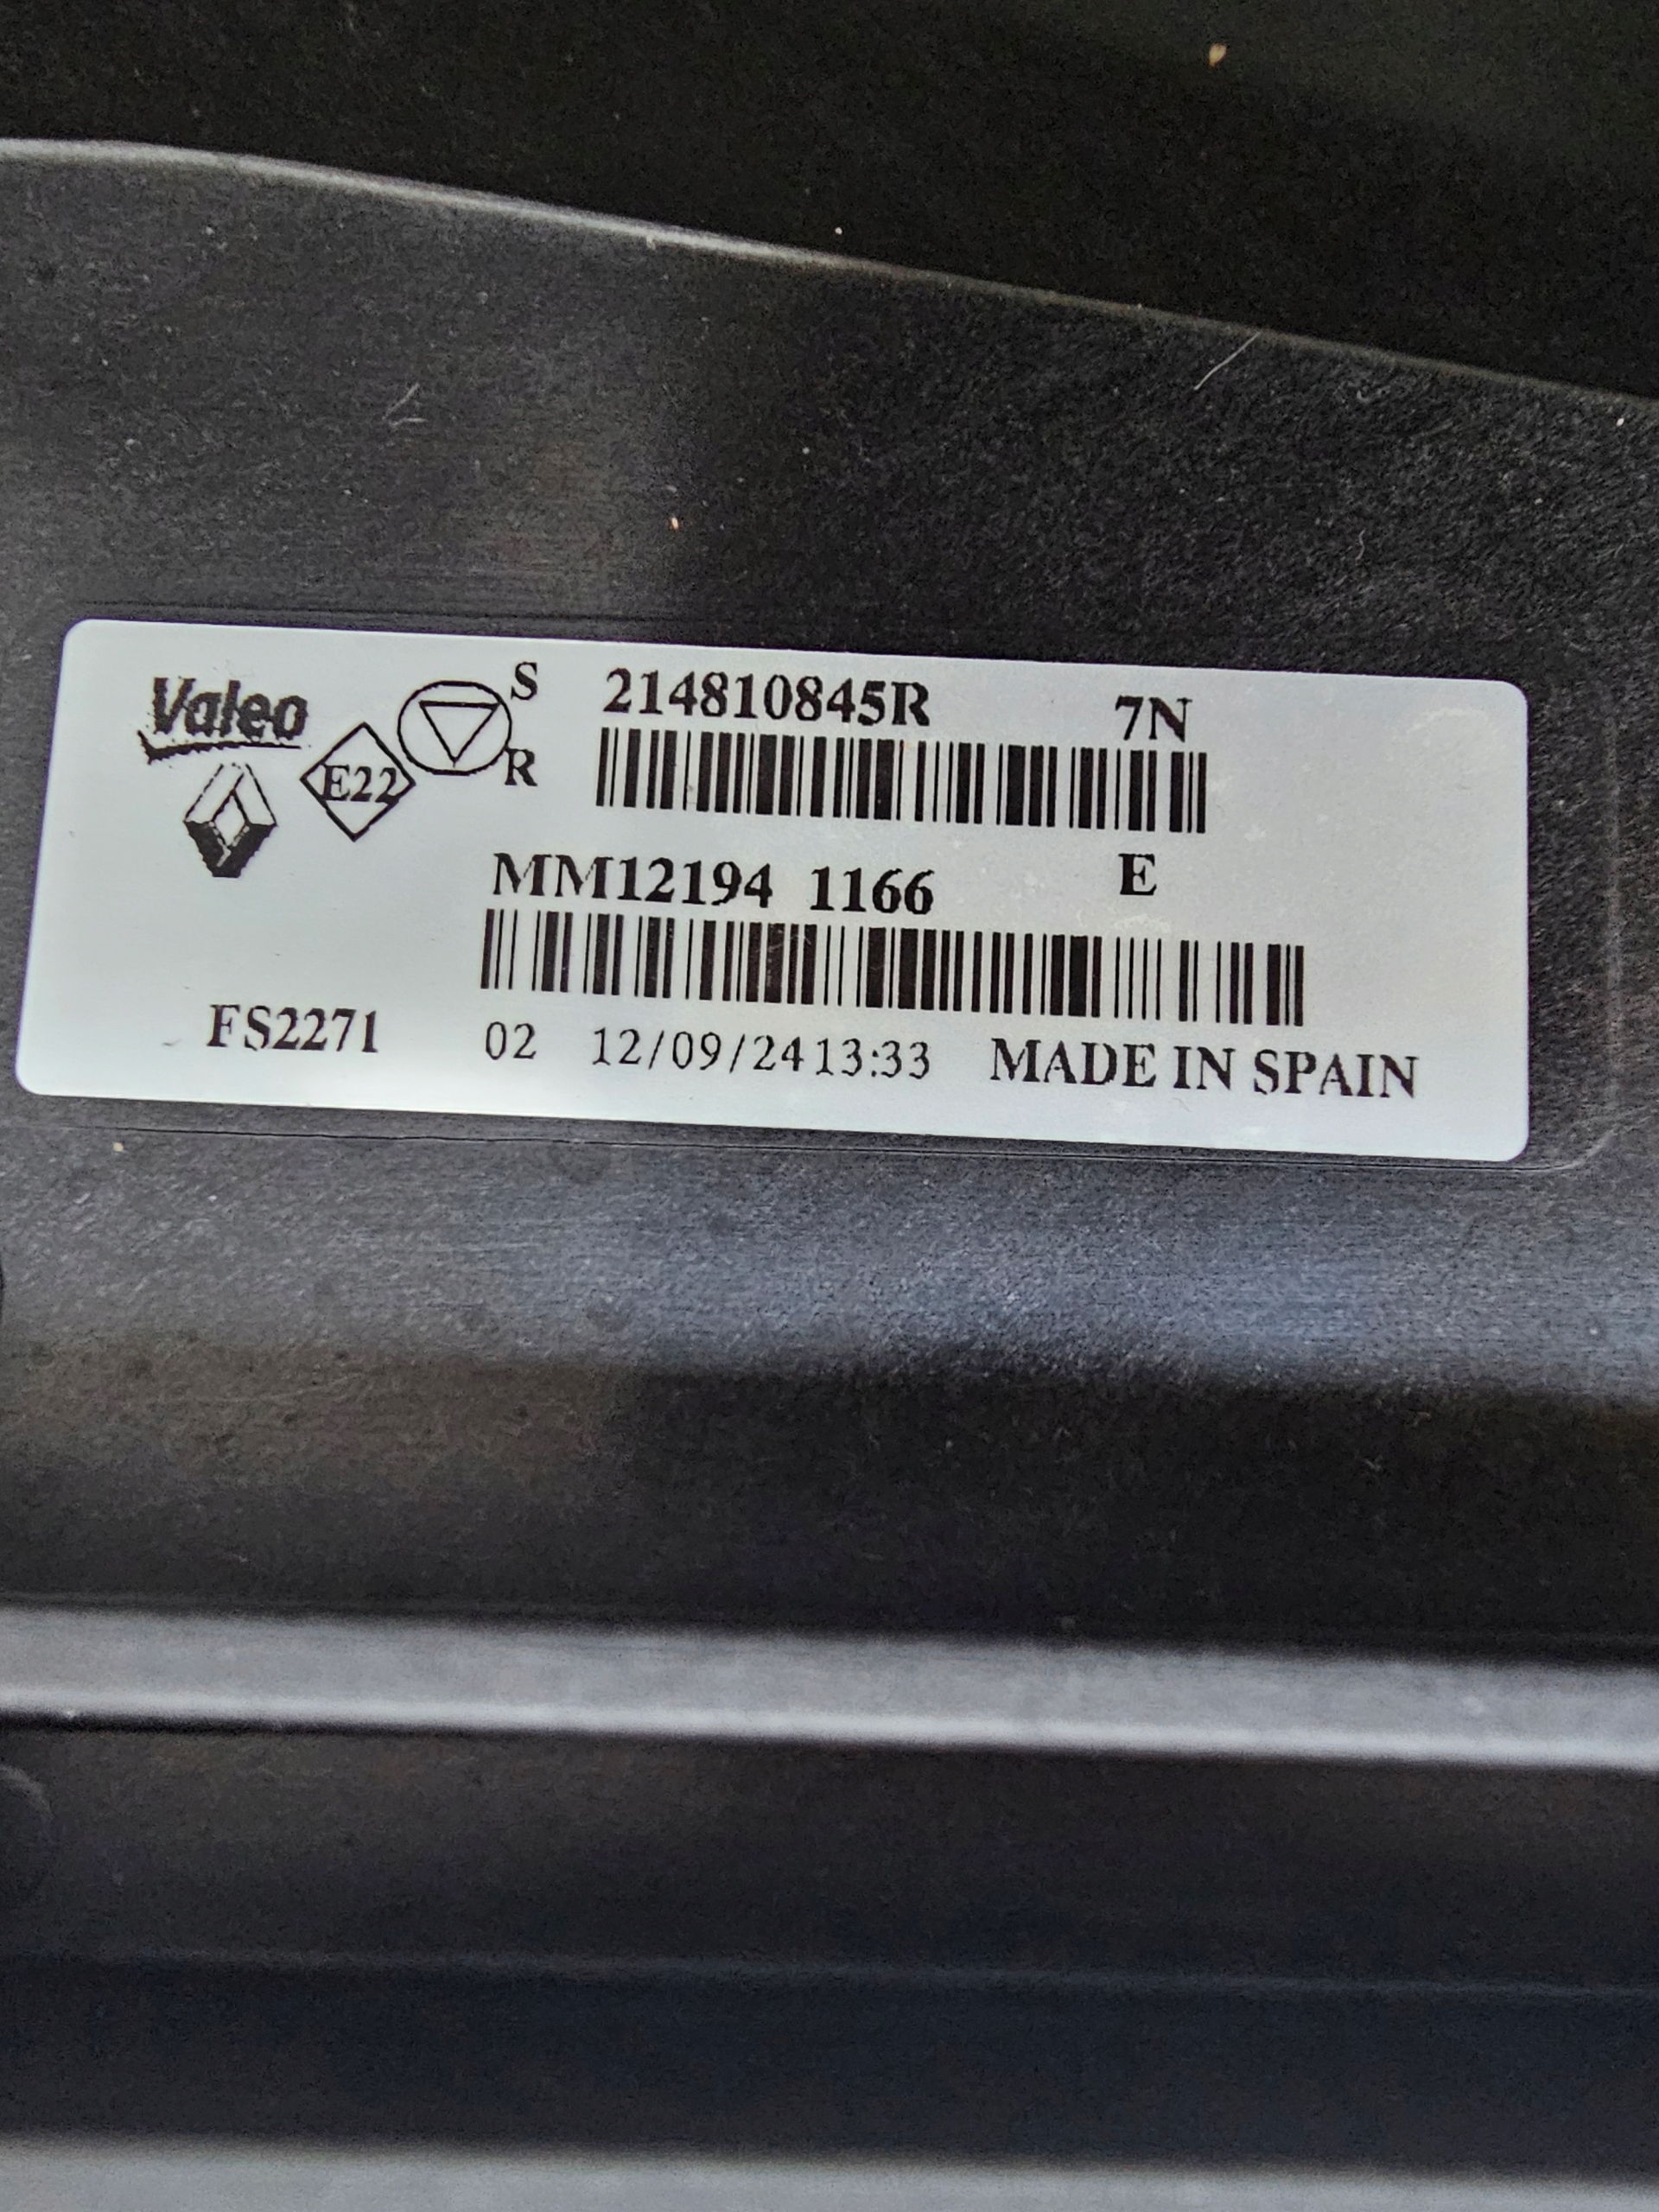 Valeo
E22
S
R
214810845R 7N
MM12194 1166 E
FS2271 02 12/09/24 13:33 MADE IN SPAIN